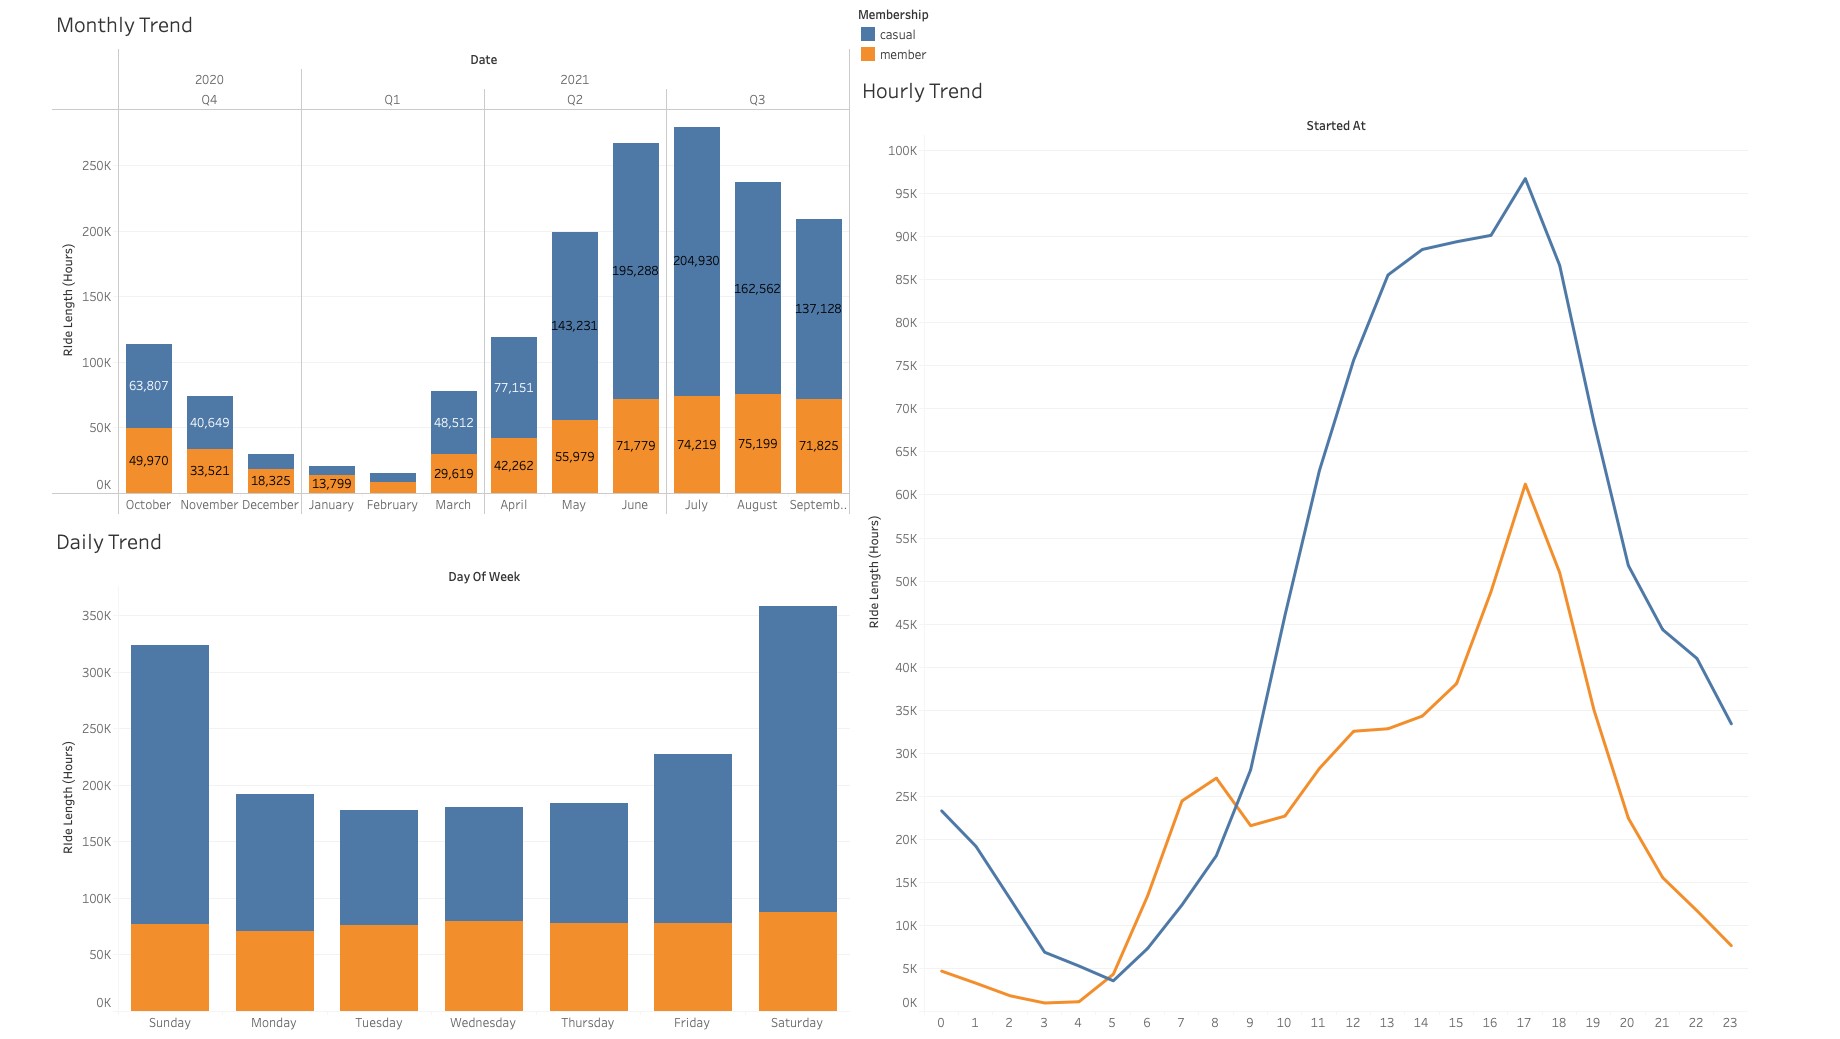 Monthly Trend
Date
2020
2021
Q4
Q1
Q2
Q3
RIde Length (Hours)
250K
200K
150K
100K
50K
0K
63,807
49,970
40,649
33,521
18,325
13,799
48,512
29,619
77,151
42,262
143,231
55,979
195,288
71,779
204,930
74,219
162,562
75,199
137,128
71,825
October
November
December
January
February
March
April
May
June
July
August
Septemb..
Daily Trend
Day Of Week
RIde Length (Hours)
350K
300K
250K
200K
150K
100K
50K
0K
Sunday
Monday
Tuesday
Wednesday
Thursday
Friday
Saturday
Membership
casual
member
Hourly Trend
Started At
RIde Length (Hours)
100K
95K
90K
85K
80K
75K
70K
65K
60K
55K
50K
45K
40K
35K
30K
25K
20K
15K
10K
5K
0K
0 1 2 3 4 5 6 7 8 9 10 11 12 13 14 15 16 17 18 19 20 21 22 23